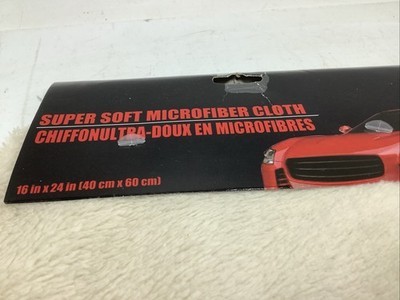 SUPER SOFT MICROFIBER CLOTH
CHIFFONULTRA-DOUX EN MICROFIBRES
16 in x 24 in (40 cm x 60 cm)